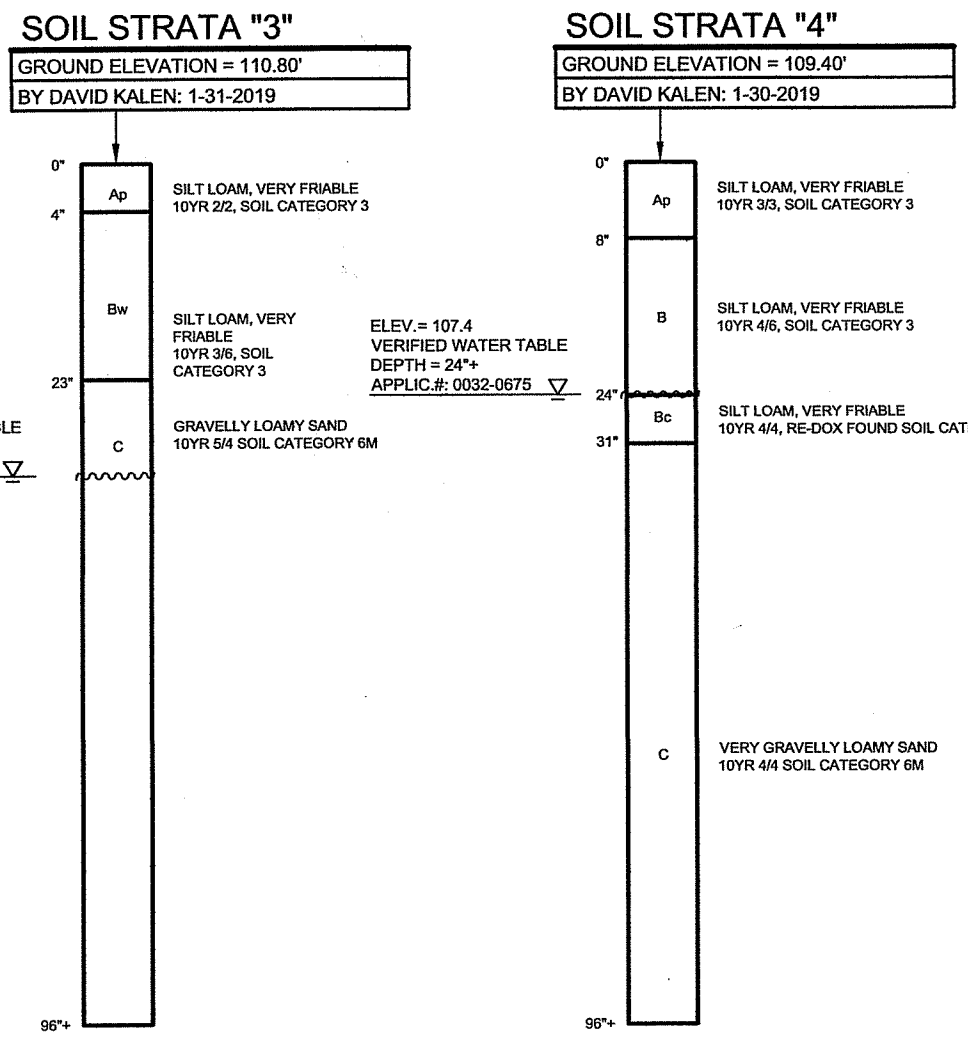 SOIL STRATA "3"
GROUND ELEVATION = 110.80'
BY DAVID KALEN: 1-31-2019
0"
Ap
SILT LOAM, VERY FRIABLE
10YR 2/2, SOIL CATEGORY 3
4"
Bw
SILT LOAM, VERY
FRIABLE
10YR 3/6, SOIL
CATEGORY 3
23"
C
GRAVELLY LOAMY SAND
10YR 5/4 SOIL CATEGORY 6M
96"+
SOIL STRATA "4"
GROUND ELEVATION = 109.40'
BY DAVID KALEN: 1-30-2019
0"
Ap
SILT LOAM, VERY FRIABLE
10YR 3/3, SOIL CATEGORY 3
8"
B
SILT LOAM, VERY FRIABLE
10YR 4/6, SOIL CATEGORY 3
ELEV.= 107.4
VERIFIED WATER TABLE
DEPTH = 24"+
APPLIC.#: 0032-0675
24"
Bc
SILT LOAM, VERY FRIABLE
10YR 4/4, RE-DOX FOUND SOIL
31"
C
VERY GRAVELLY LOAMY SAND
10YR 4/4 SOIL CATEGORY 6M
96"+